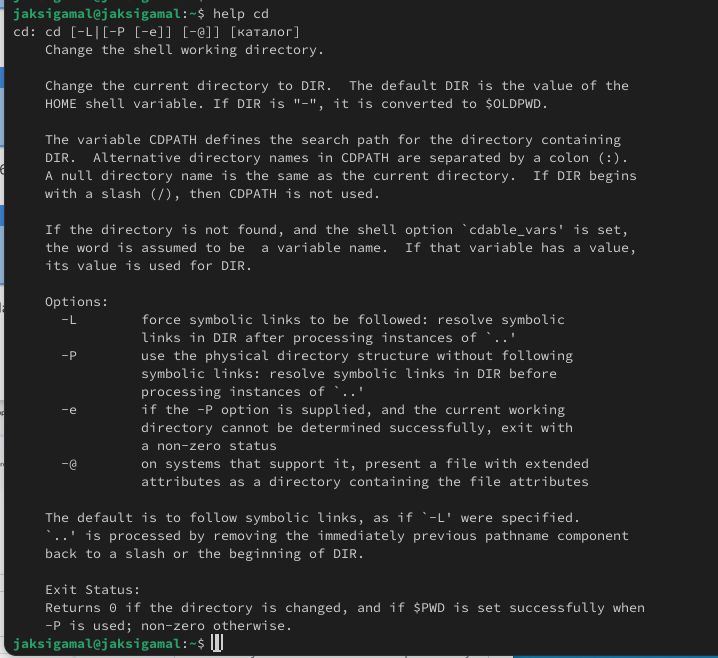 jaksigamal@jaksigamal:~$ help cd
cd: cd [-L|[-P [-e]] [-@]] [каталог]
    Change the shell working directory.

    Change the current directory to DIR.  The default DIR is the value of the
    HOME shell variable. If DIR is "-", it is converted to $OLDPWD.

    The variable CDPATH defines the search path for the directory containing
    DIR.  Alternative directory names in CDPATH are separated by a colon (:).
    A null directory name is the same as the current directory.  If DIR begins
    with a slash (/), then CDPATH is not used.

    If the directory is not found, and the shell option `cdable_vars' is set,
    the word is assumed to be  a variable name.  If that variable has a value,
    its value is used for DIR.

    Options:
      -L        force symbolic links to be followed: resolve symbolic
                links in DIR after processing instances of `..'
      -P        use the physical directory structure without following
                symbolic links: resolve symbolic links in DIR before
                processing instances of `..'
      -e        if the -P option is supplied, and the current working
                directory cannot be determined successfully, exit with
                a non-zero status
      -@        on systems that support it, present a file with extended
                attributes as a directory containing the file attributes

    The default is to follow symbolic links, as if `-L' were specified.
    `..' is processed by removing the immediately previous pathname component
    back to a slash or the beginning of DIR.

    Exit Status:
    Returns 0 if the directory is changed, and if $PWD is set successfully when
    -P is used; non-zero otherwise.
jaksigamal@jaksigamal:~$